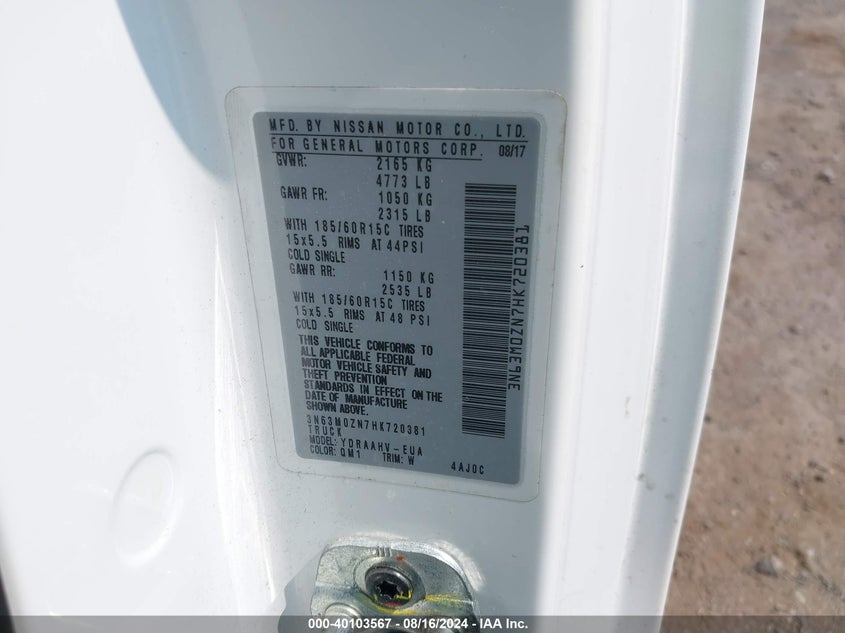 MFD. BY NISSAN MOTOR CO., LTD.
FOR GENERAL MOTORS CORP. 08/17
GVWR: 2165 KG
4773 LB
GAWR FR: 1050 KG
2315 LB
WITH 185/60R15C TIRES
15x5.5 RIMS AT 44PSI
COLD SINGLE
GAWR RR: 1150 KG
2535 LB
WITH 185/60R15C TIRES
15x5.5 RIMS AT 48 PSI
COLD SINGLE
THIS VEHICLE CONFORMS TO
ALL APPLICABLE FEDERAL
MOTOR VEHICLE SAFETY AND
THEFT PREVENTION
STANDARDS IN EFFECT ON THE
DATE OF MANUFACTURE
SHOWN ABOVE.
3N63M0ZN7HK720381
TRUCK
MODEL: YDRAAHV-EUA
COLOR: QM1 TRIM: W 4AJ0C
3N63M0ZN7HK720381
000-40103567 - 08/16/2024 - IAA Inc.